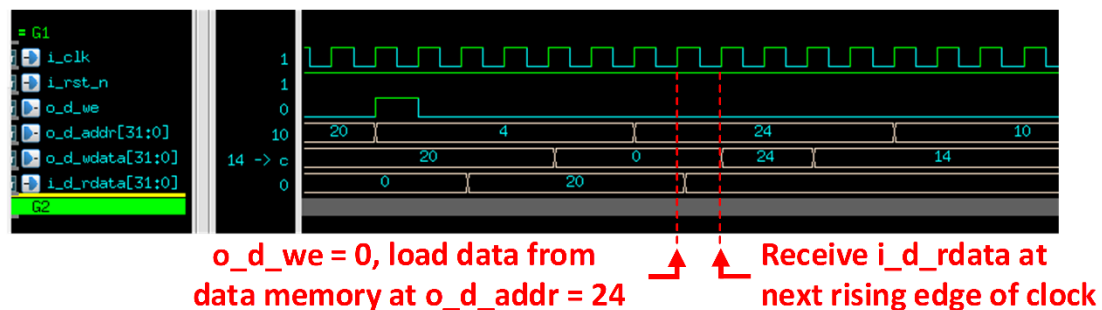 = G1
i_clk 1
i_rst_n 1
o_d_we 0
o_d_addr[31:0] 10 20 4 24 10
o_d_wdata[31:0] 14 -> c 20 0 24 14
i_d_rdata[31:0] 0 0 20
G2
o_d_we = 0, load data from
data memory at o_d_addr = 24
Receive i_d_rdata at
next rising edge of clock